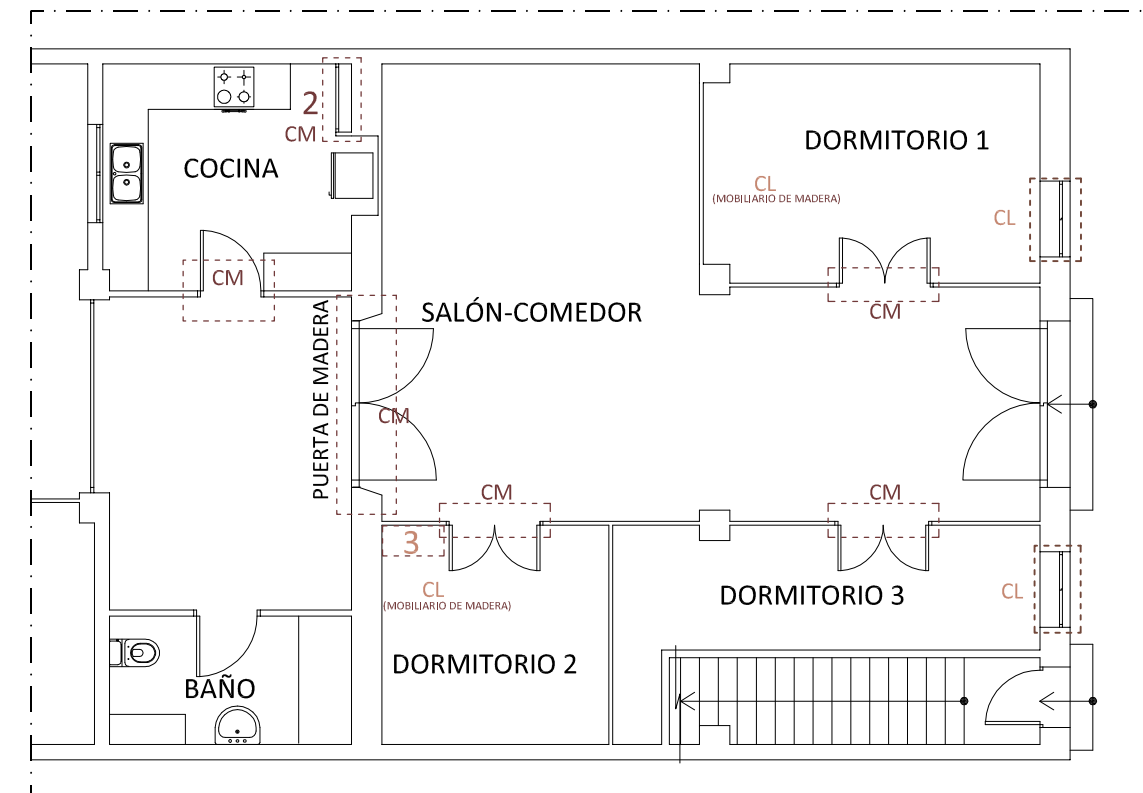 2
CM
COCINA
DORMITORIO 1
CL
(MOBILIARIO DE MADERA)
CL
CM
SALÓN-COMEDOR
CM
PUERTA DE MADERA
CM
CM
CM
3
CL
(MOBILIARIO DE MADERA)
DORMITORIO 3
CL
DORMITORIO 2
BAÑO